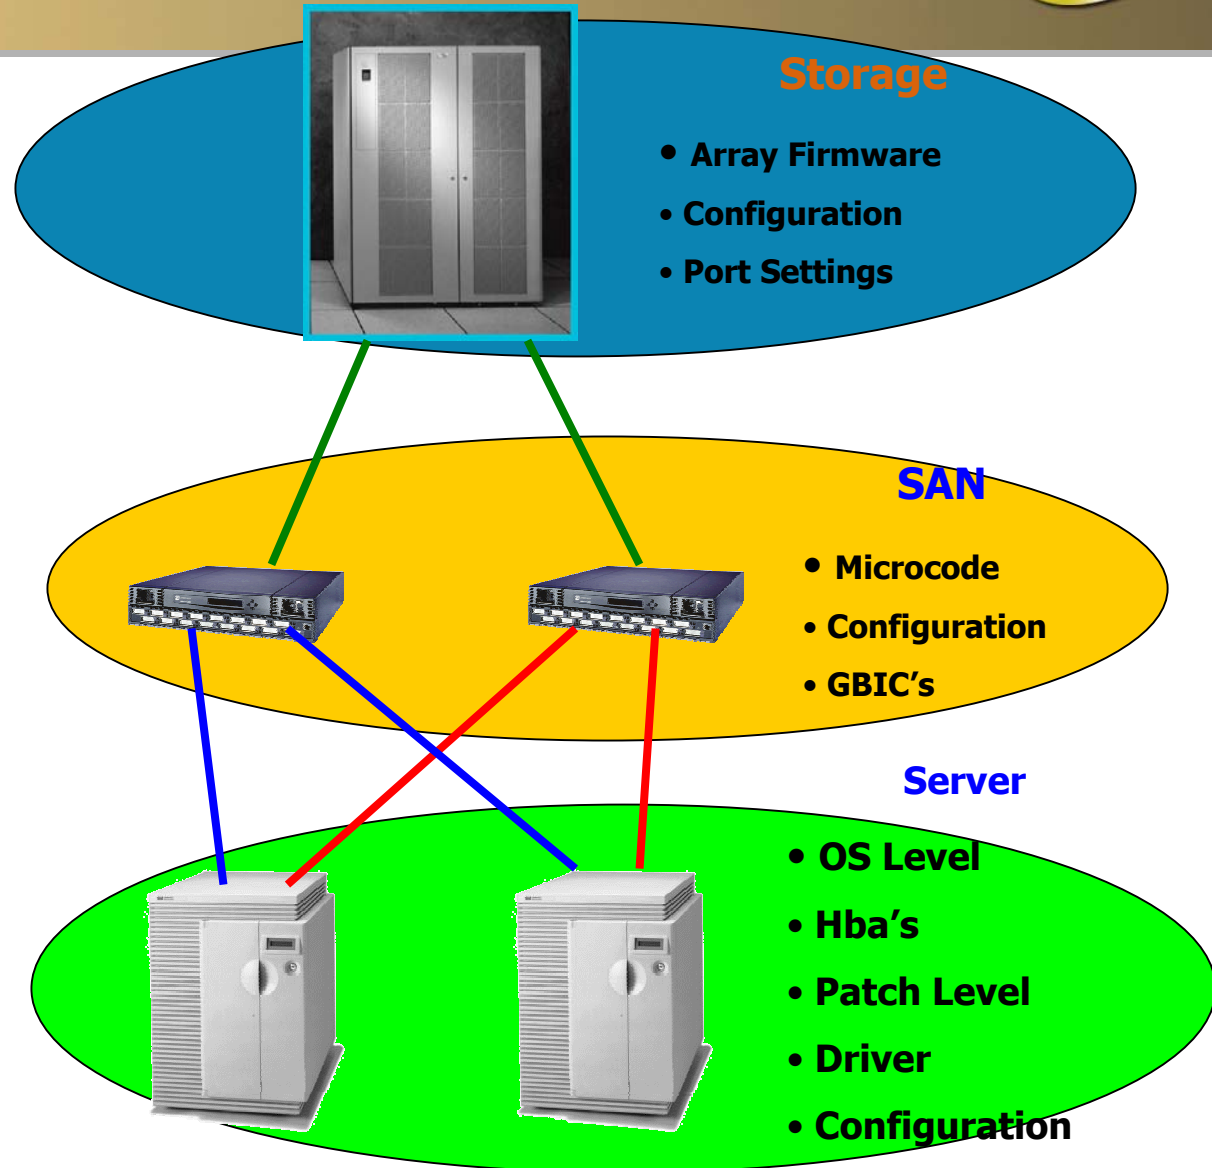 Storage
• Array Firmware
• Configuration
• Port Settings
SAN
• Microcode
• Configuration
• GBIC’s
Server
• OS Level
• Hba’s
• Patch Level
• Driver
• Configuration